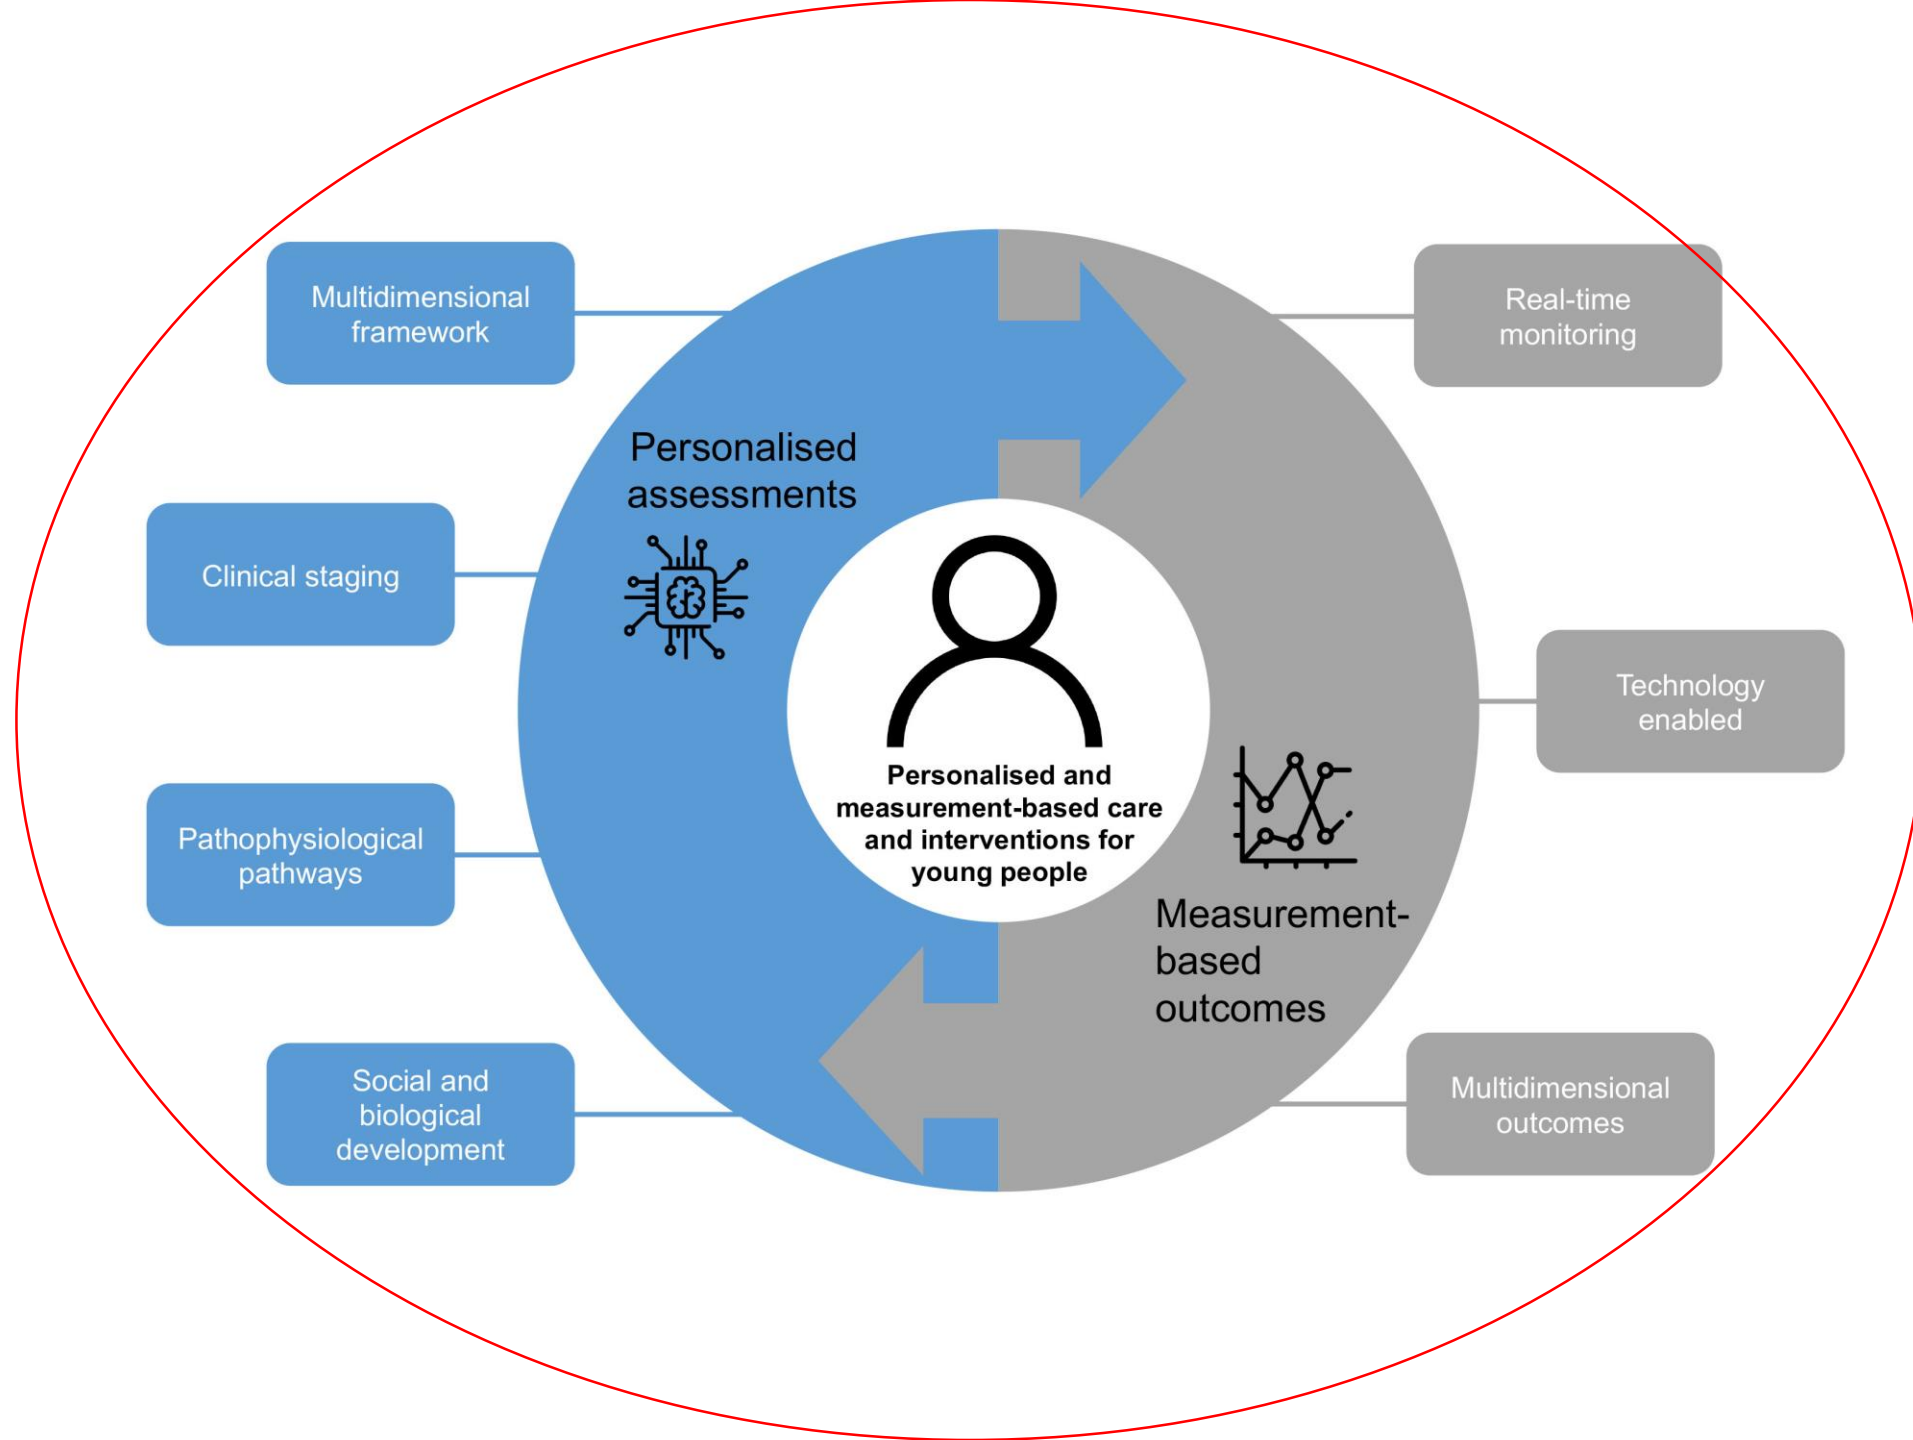 Multidimensional
framework
Clinical staging
Pathophysiological
pathways
Social and
biological
development
Personalised
assessments
Personalised and
measurement-based care
and interventions for
young people
Measurement-
based
outcomes
Real-time
monitoring
Technology
enabled
Multidimensional
outcomes